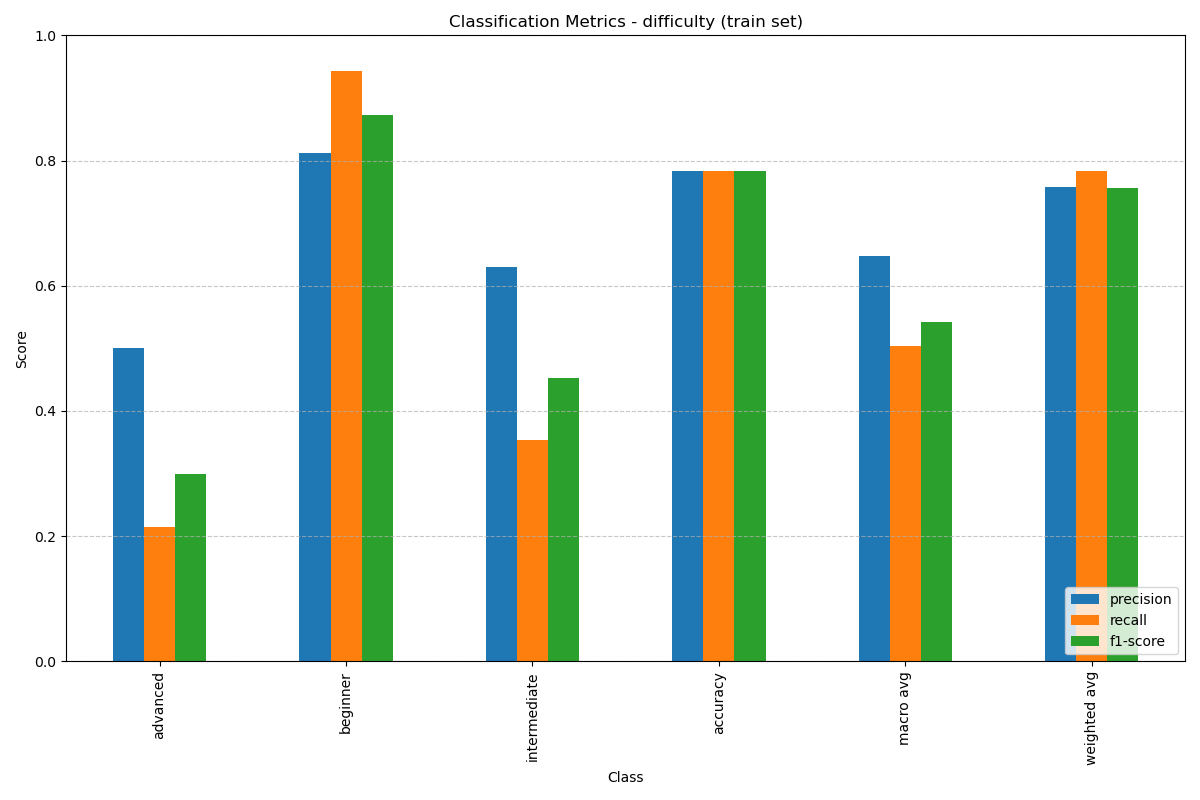 Classification Metrics - difficulty (train set)
1.0
0.8
0.6
0.4
0.2
0.0
Score
advanced
beginner
intermediate
accuracy
macro avg
weighted avg
Class
precision
recall
f1-score